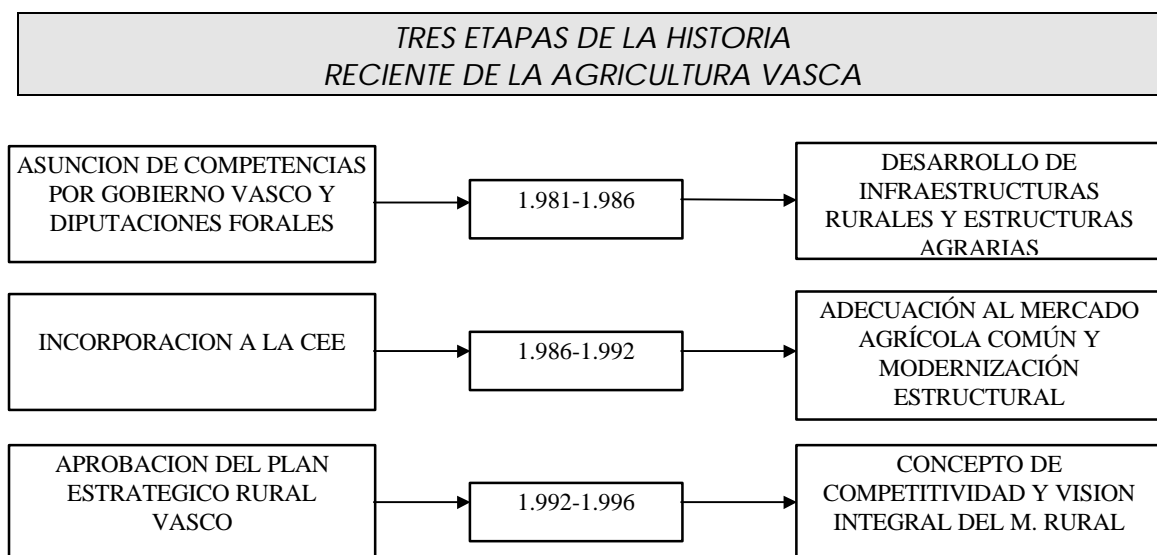 TRES ETAPAS DE LA HISTORIA
RECIENTE DE LA AGRICULTURA VASCA
ASUNCION DE COMPETENCIAS
POR GOBIERNO VASCO Y
DIPUTACIONES FORALES
1.981-1.986
DESARROLLO DE
INFRAESTRUCTURAS
RURALES Y ESTRUCTURAS
AGRARIAS
INCORPORACION A LA CEE
1.986-1.992
ADECUACIÓN AL MERCADO
AGRÍCOLA COMÚN Y
MODERNIZACIÓN
ESTRUCTURAL
APROBACION DEL PLAN
ESTRATEGICO RURAL
VASCO
1.992-1.996
CONCEPTO DE
COMPETITIVIDAD Y VISION
INTEGRAL DEL M. RURAL